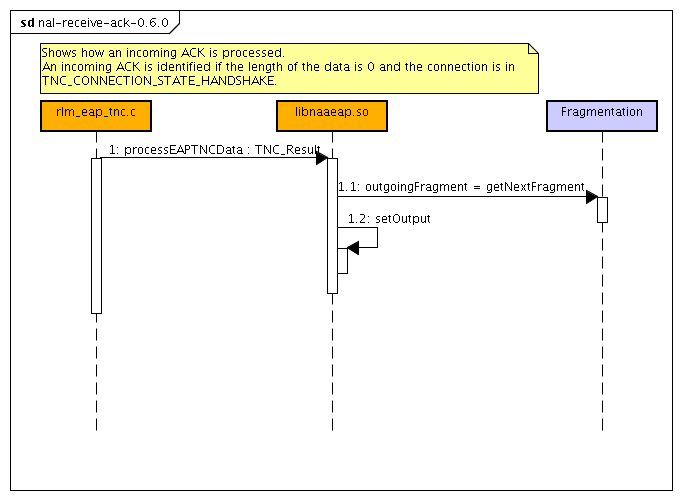 sd nal-receive-ack-0.6.0
Shows how an incoming ACK is processed.
An incoming ACK is identified if the length of the data is 0 and the connection is in
TNC_CONNECTION_STATE_HANDSHAKE.
rlm_eap_tnc.c
libnaaeap.so
Fragmentation
1: processEAPTNCData : TNC_Result
1.1: outgoingFragment = getNextFragment
1.2: setOutput